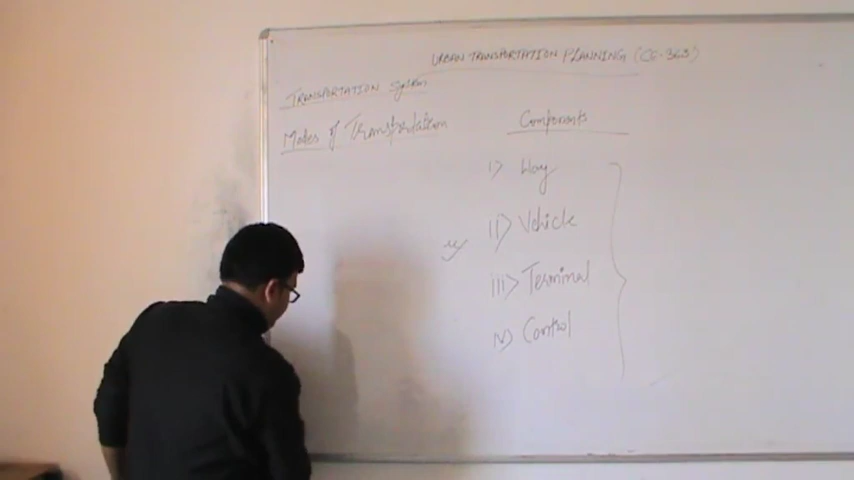 URBAN TRANSPORTATION PLANNING (CE-363)
TRANSPORTATION system
Modes of Transportation
Components
i> Way
ii> Vehicle
iii> Terminal
iv> Control